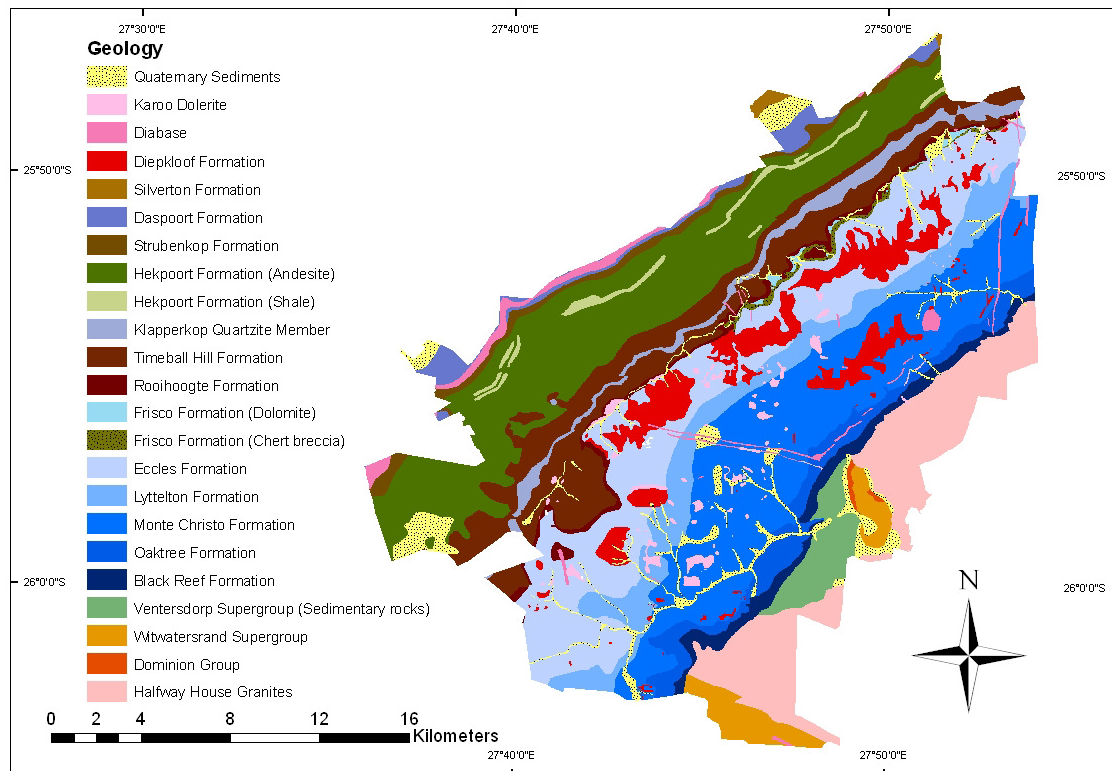 27°30'0"E
27°40'0"E
27°50'0"E
Geology
Quaternary Sediments
Karoo Dolerite
Diabase
Diepkloof Formation
Silverton Formation
Daspoort Formation
Strubenkop Formation
Hekpoort Formation (Andesite)
Hekpoort Formation (Shale)
Klapperkop Quartzite Member
Timeball Hill Formation
Rooihoogte Formation
Frisco Formation (Dolomite)
Frisco Formation (Chert breccia)
Eccles Formation
Lyttelton Formation
Monte Christo Formation
Oaktree Formation
Black Reef Formation
Ventersdorp Supergroup (Sedimentary rocks)
Witwatersrand Supergroup
Dominion Group
Halfway House Granites
25°50'0"S
25°50'0"S
26°0'0"S
26°0'0"S
N
0 2 4 8 12 16
Kilometers
27°40'0"E
27°50'0"E